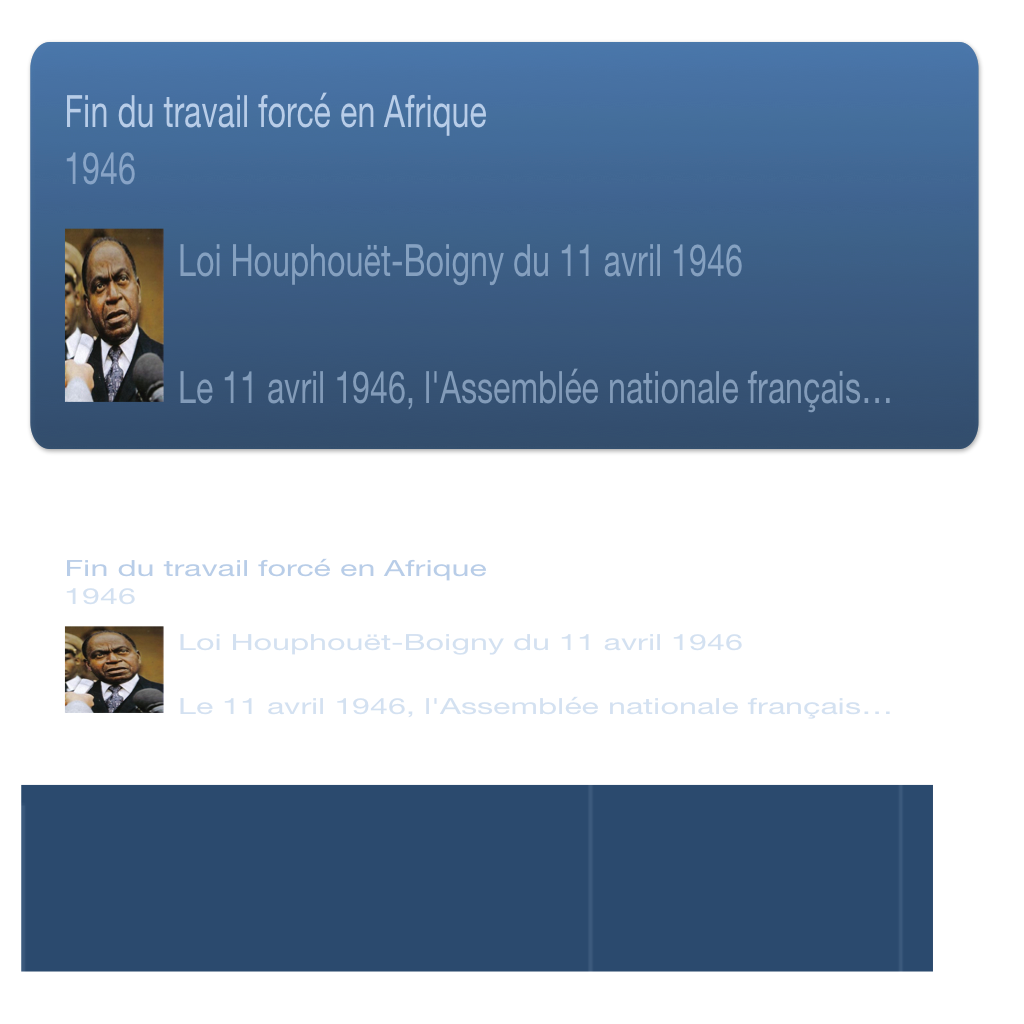 Fin du travail forcé en Afrique
1946
Loi Houphouët-Boigny du 11 avril 1946
Le 11 avril 1946, l'Assemblée nationale français…
Fin du travail forcé en Afrique
1946
Loi Houphouët-Boigny du 11 avril 1946
Le 11 avril 1946, l'Assemblée nationale français…